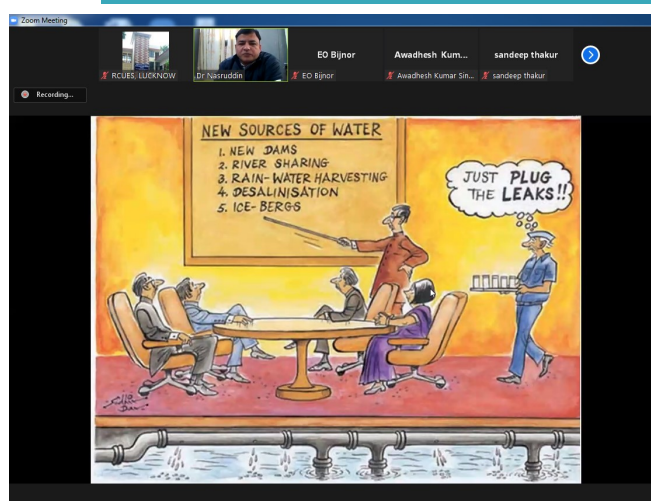 Zoom Meeting
RCUES, LUCKNOW
Dr Nasruddin
EO Bijnor
EO Bijnor
Awadhesh Kum...
Awadhesh Kumar Sin...
sandeep thakur
sandeep thakur
Recording...
NEW SOURCES OF WATER
1. NEW DAMS
2. RIVER SHARING
3. RAIN-WATER HARVESTING
4. DESALINISATION
5. ICE-BERGS
JUST PLUG
THE LEAKS!!